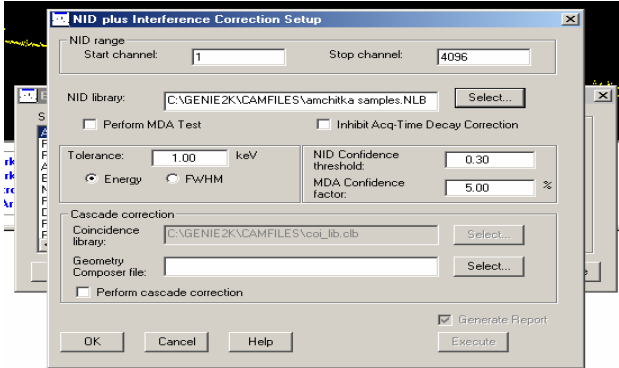 NID plus Interference Correction Setup
NID range
Start channel: 1 Stop channel: 4096
NID library: C:\GENIE2K\CAMFILES\amchitka samples.NLB Select...
Perform MDA Test Inhibit Acq-Time Decay Correction
Tolerance: 1.00 keV
Energy FWHM
NID Confidence threshold: 0.30
MDA Confidence factor: 5.00 %
Cascade correction
Coincidence library: C:\GENIE2K\CAMFILES\coi_lib.clb Select...
Geometry Composer file: Select...
Perform cascade correction
Generate Report
OK Cancel Help Execute